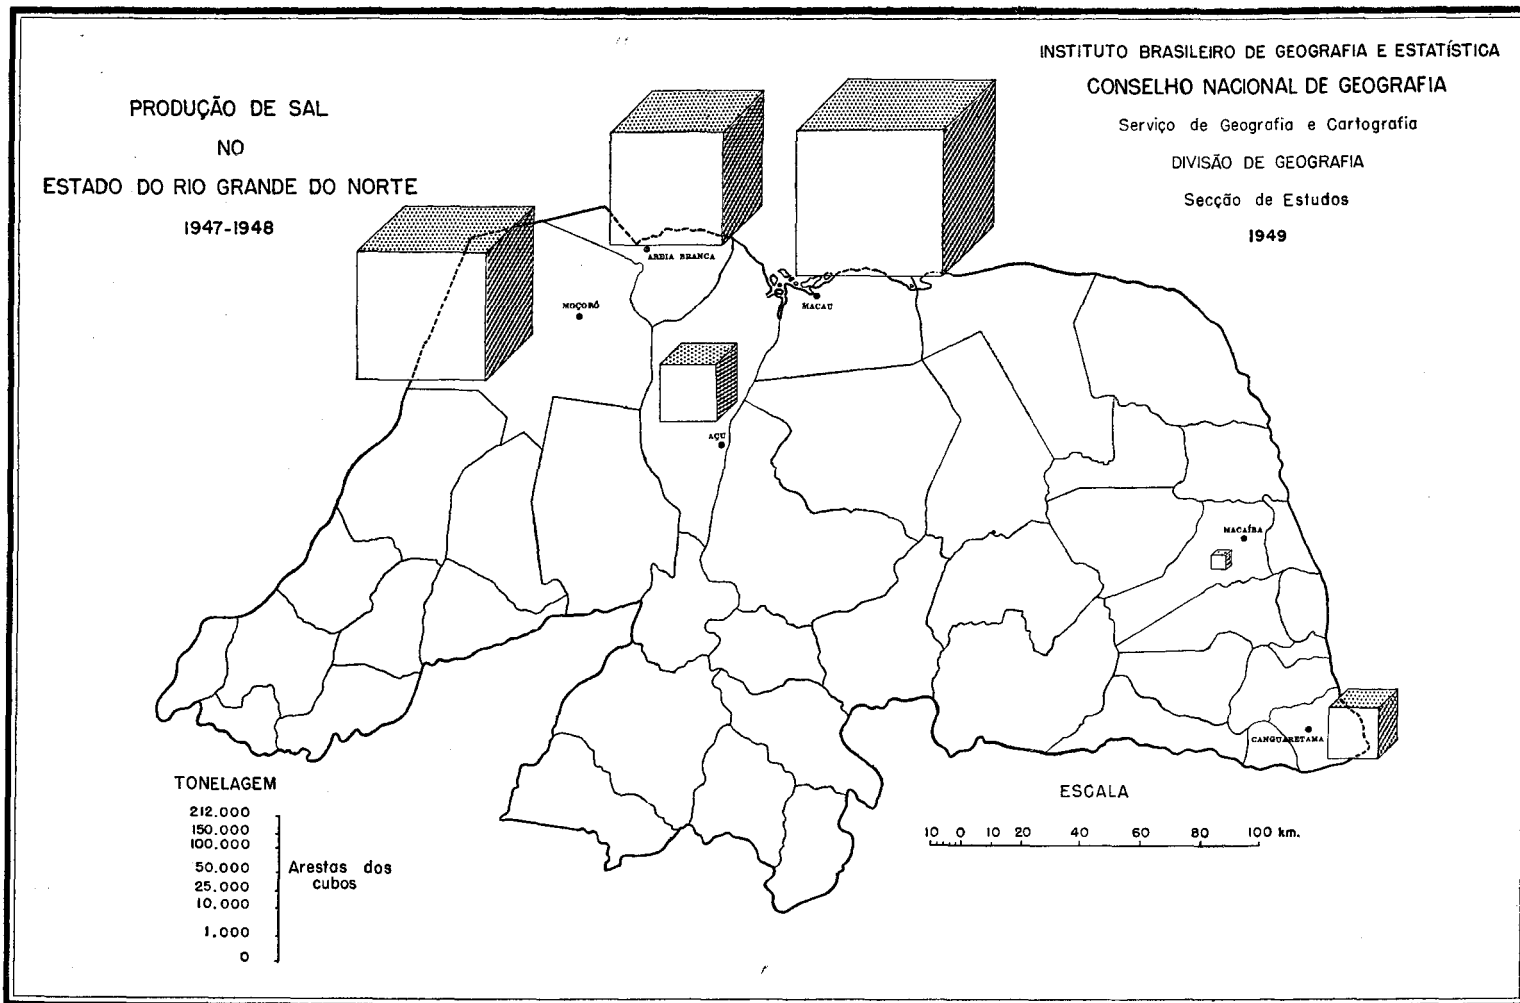 PRODUÇÃO DE SAL
NO
ESTADO DO RIO GRANDE DO NORTE
1947-1948
INSTITUTO BRASILEIRO DE GEOGRAFIA E ESTATÍSTICA
CONSELHO NACIONAL DE GEOGRAFIA
Serviço de Geografia e Cartografia
DIVISÃO DE GEOGRAFIA
Secção de Estudos
1949
AREIA BRANCA
MOÇORÓ
MACAU
AÇU
MACAÍBA
CANGUARETAMA
TONELAGEM
212.000
150.000
100.000
50.000
25.000
10.000
1.000
0
Arestas dos
cubos
ESCALA
10 0 10 20 40 60 80 100 km.